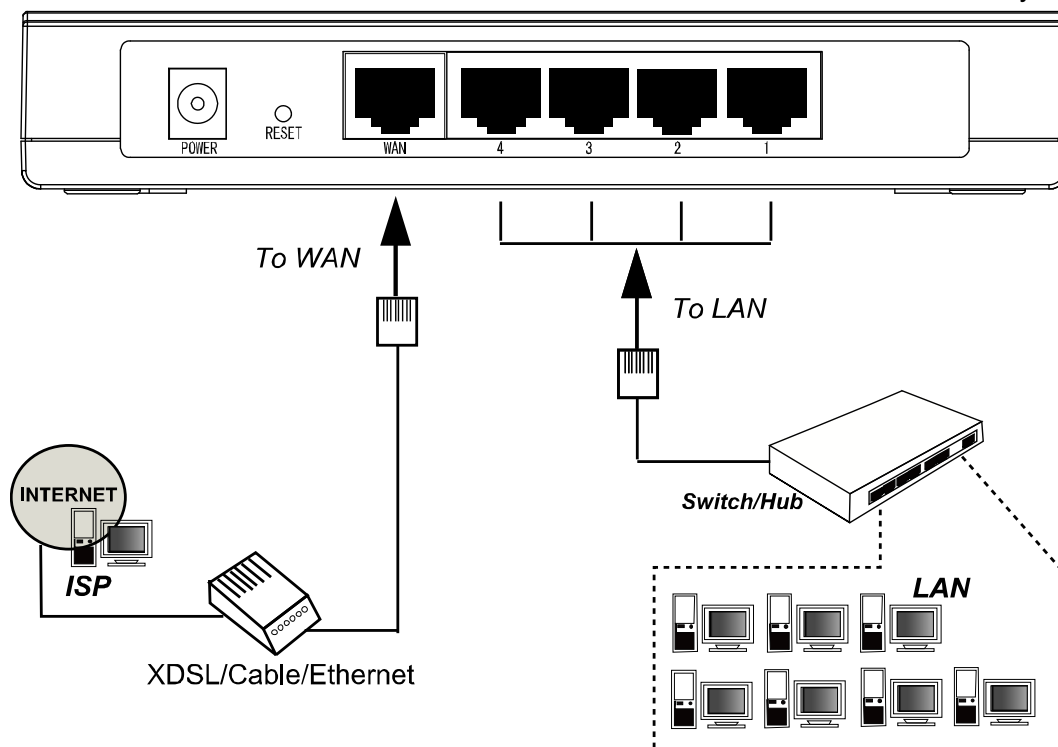 POWER
RESET
WAN
4
3
2
1
To WAN
To LAN
INTERNET
ISP
Switch/Hub
LAN
XDSL/Cable/Ethernet